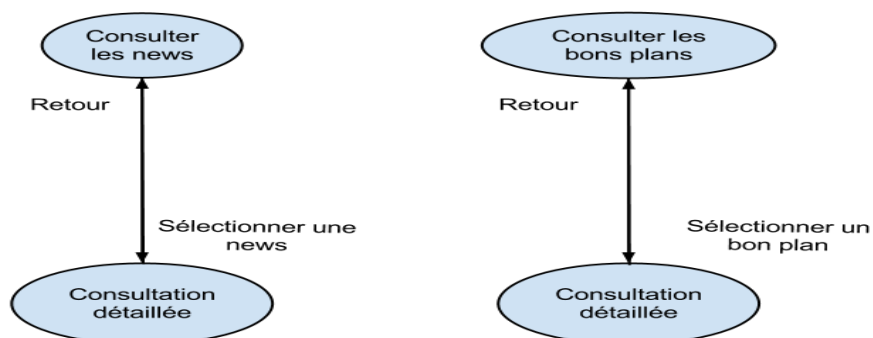 Consulter
les news
Retour
Sélectionner une
news
Consultation
détaillée
Consulter les
bons plans
Retour
Sélectionner un
bon plan
Consultation
détaillée